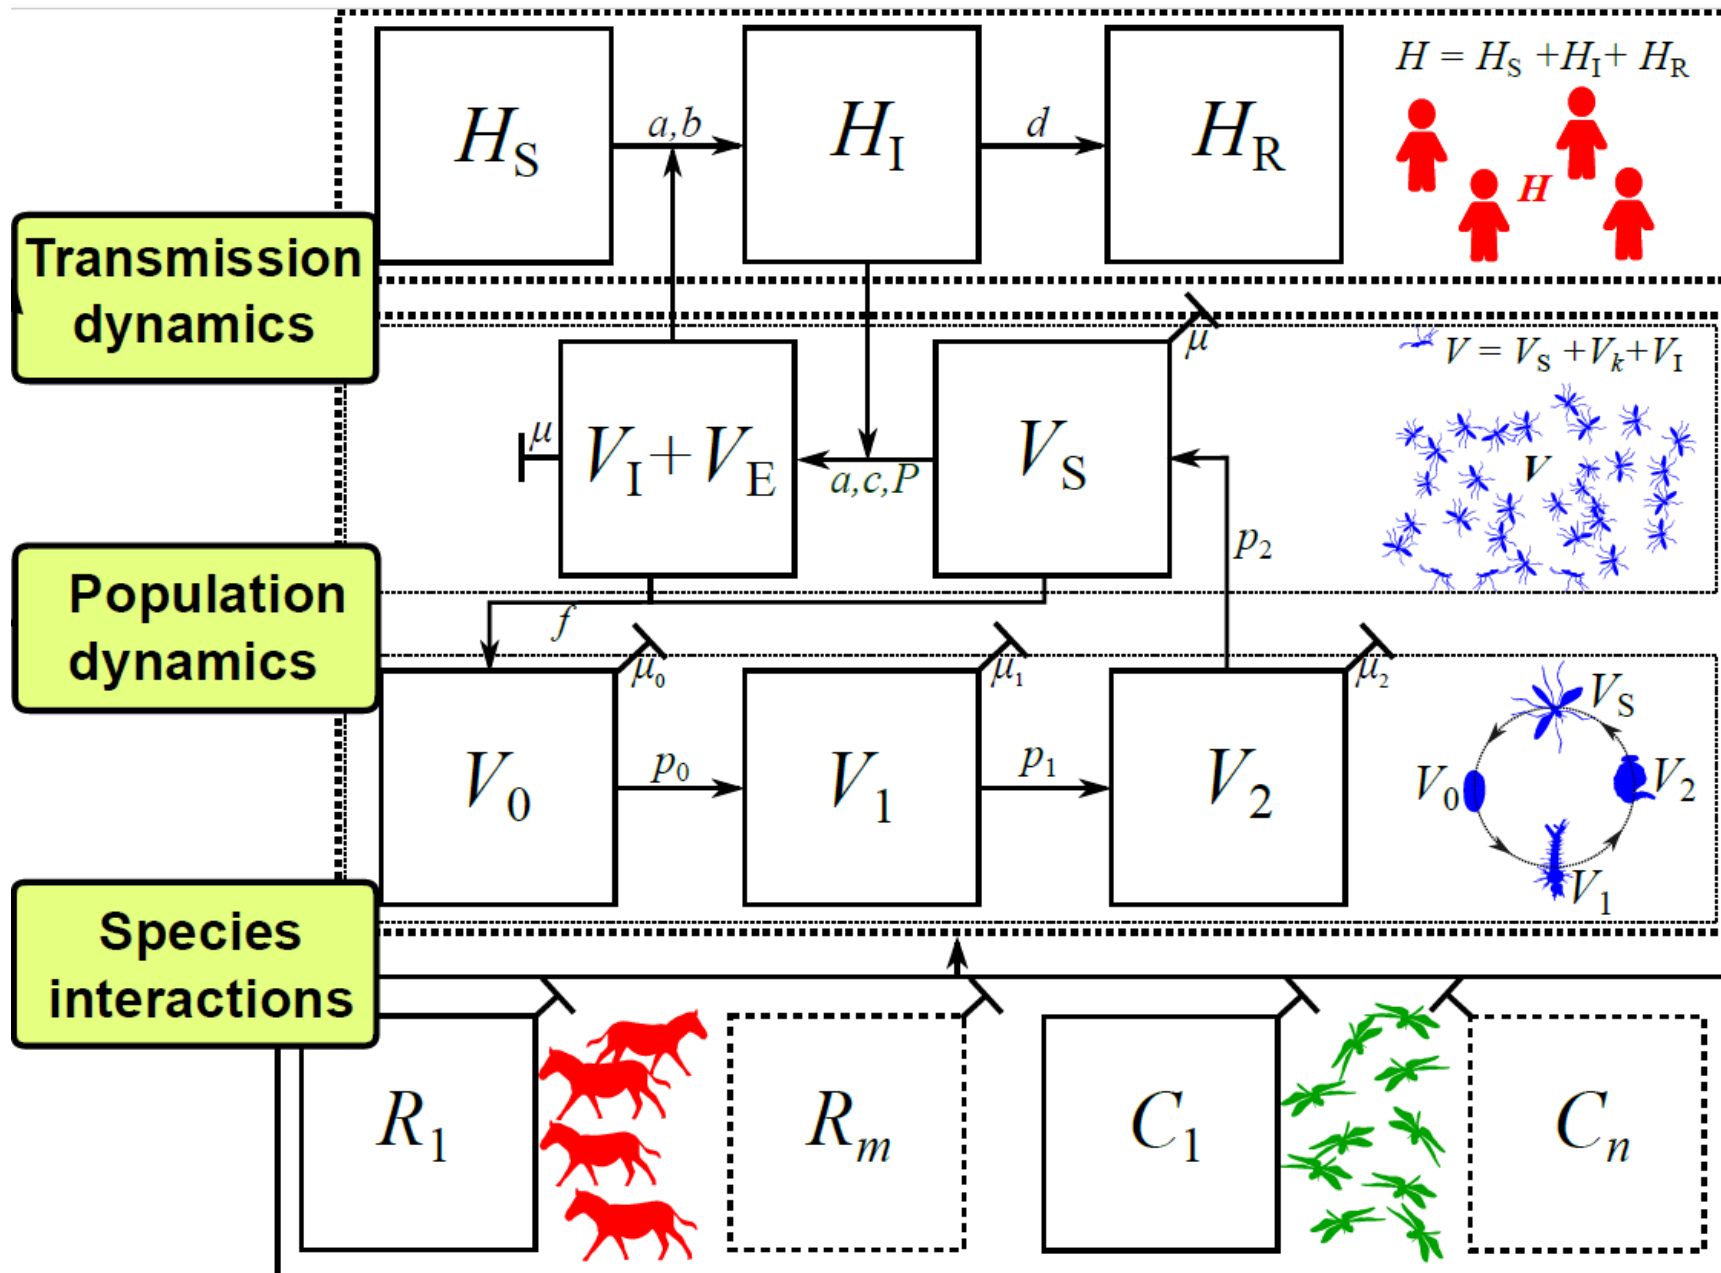 H_S
a,b
H_I
d
H_R
H = H_S +H_I+ H_R
H
Transmission
dynamics
μ
V_I+V_E
a,c,P
V_S
μ
V = V_S +V_k+V_I
V
p_2
f
Population
dynamics
μ_0
μ_1
μ_2
V_0
p_0
V_1
p_1
V_2
V_S
V_0
V_2
V_1
Species
interactions
R_1
R_m
C_1
C_n